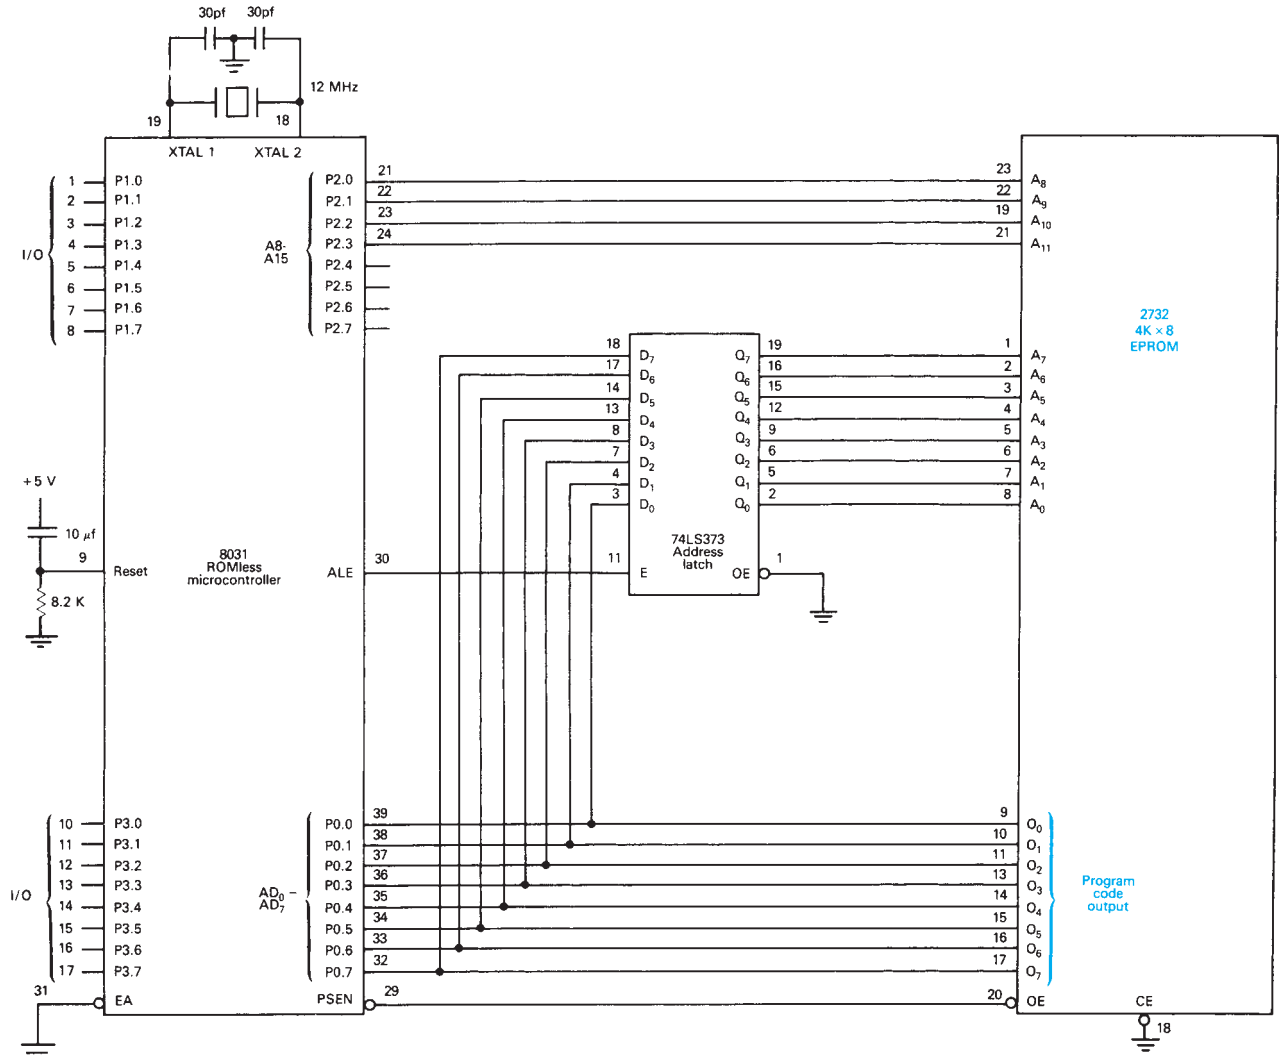 30pf 30pf
12 MHz
19 18
XTAL 1 XTAL 2
I/O
1 P1.0
2 P1.1
3 P1.2
4 P1.3
5 P1.4
6 P1.5
7 P1.6
8 P1.7
A8-
A15
P2.0 21
P2.1 22
P2.2 23
P2.3 24
P2.4
P2.5
P2.6
P2.7
+5 V
10 µf
9 Reset
8.2 K
8031
ROMless
microcontroller
ALE 30
I/O
10 P3.0
11 P3.1
12 P3.2
13 P3.3
14 P3.4
15 P3.5
16 P3.6
17 P3.7
31 EA
AD₀ –
AD₇
P0.0 39
P0.1 38
P0.2 37
P0.3 36
P0.4 35
P0.5 34
P0.6 33
P0.7 32
PSEN 29
18 D₇ Q₇ 19
17 D₆ Q₆ 16
14 D₅ Q₅ 15
13 D₄ Q₄ 12
8 D₃ Q₃ 9
7 D₂ Q₂ 6
4 D₁ Q₁ 5
3 D₀ Q₀ 2
74LS373
Address
latch
11 E OE 1
23 A₈
22 A₉
19 A₁₀
21 A₁₁
2732
4K × 8
EPROM
1 A₇
2 A₆
3 A₅
4 A₄
5 A₃
6 A₂
7 A₁
8 A₀
9 O₀
10 O₁
11 O₂
13 O₃
14 O₄
15 O₅
16 O₆
17 O₇
Program
code
output
20 OE
CE
18